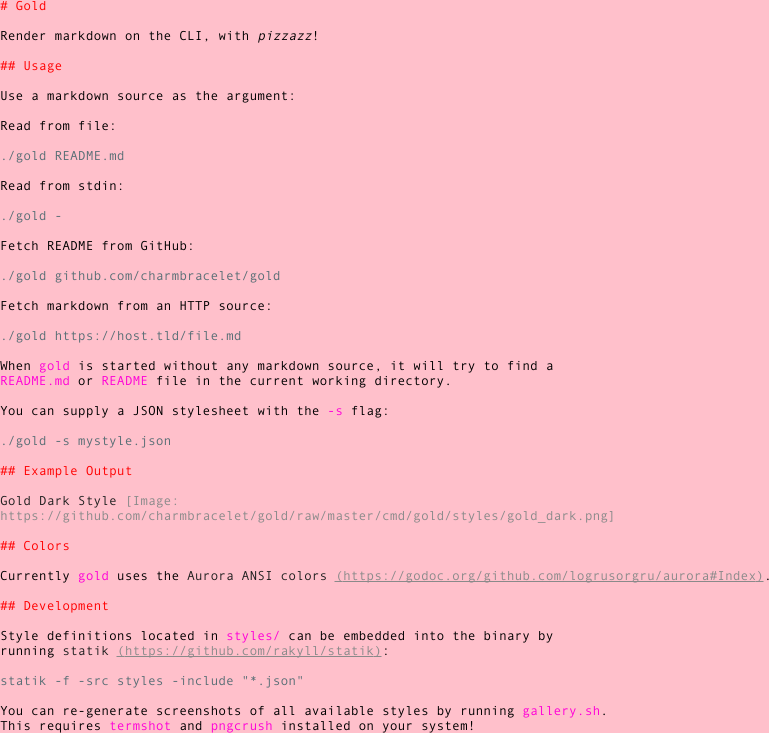 # Gold
Render markdown on the CLI, with pizzazz!
## Usage
Use a markdown source as the argument:
Read from file:
./gold README.md
Read from stdin:
./gold -
Fetch README from GitHub:
./gold github.com/charmbracelet/gold
Fetch markdown from an HTTP source:
./gold https://host.tld/file.md
When gold is started without any markdown source, it will try to find a
README.md or README file in the current working directory.
You can supply a JSON stylesheet with the -s flag:
./gold -s mystyle.json
## Example Output
Gold Dark Style [Image:
https://github.com/charmbracelet/gold/raw/master/cmd/gold/styles/gold_dark.png]
## Colors
Currently gold uses the Aurora ANSI colors (https://godoc.org/github.com/logrusorgru/aurora#Index).
## Development
Style definitions located in styles/ can be embedded into the binary by
running statik (https://github.com/rakyll/statik):
statik -f -src styles -include "*.json"
You can re-generate screenshots of all available styles by running gallery.sh.
This requires termshot and pngcrush installed on your system!